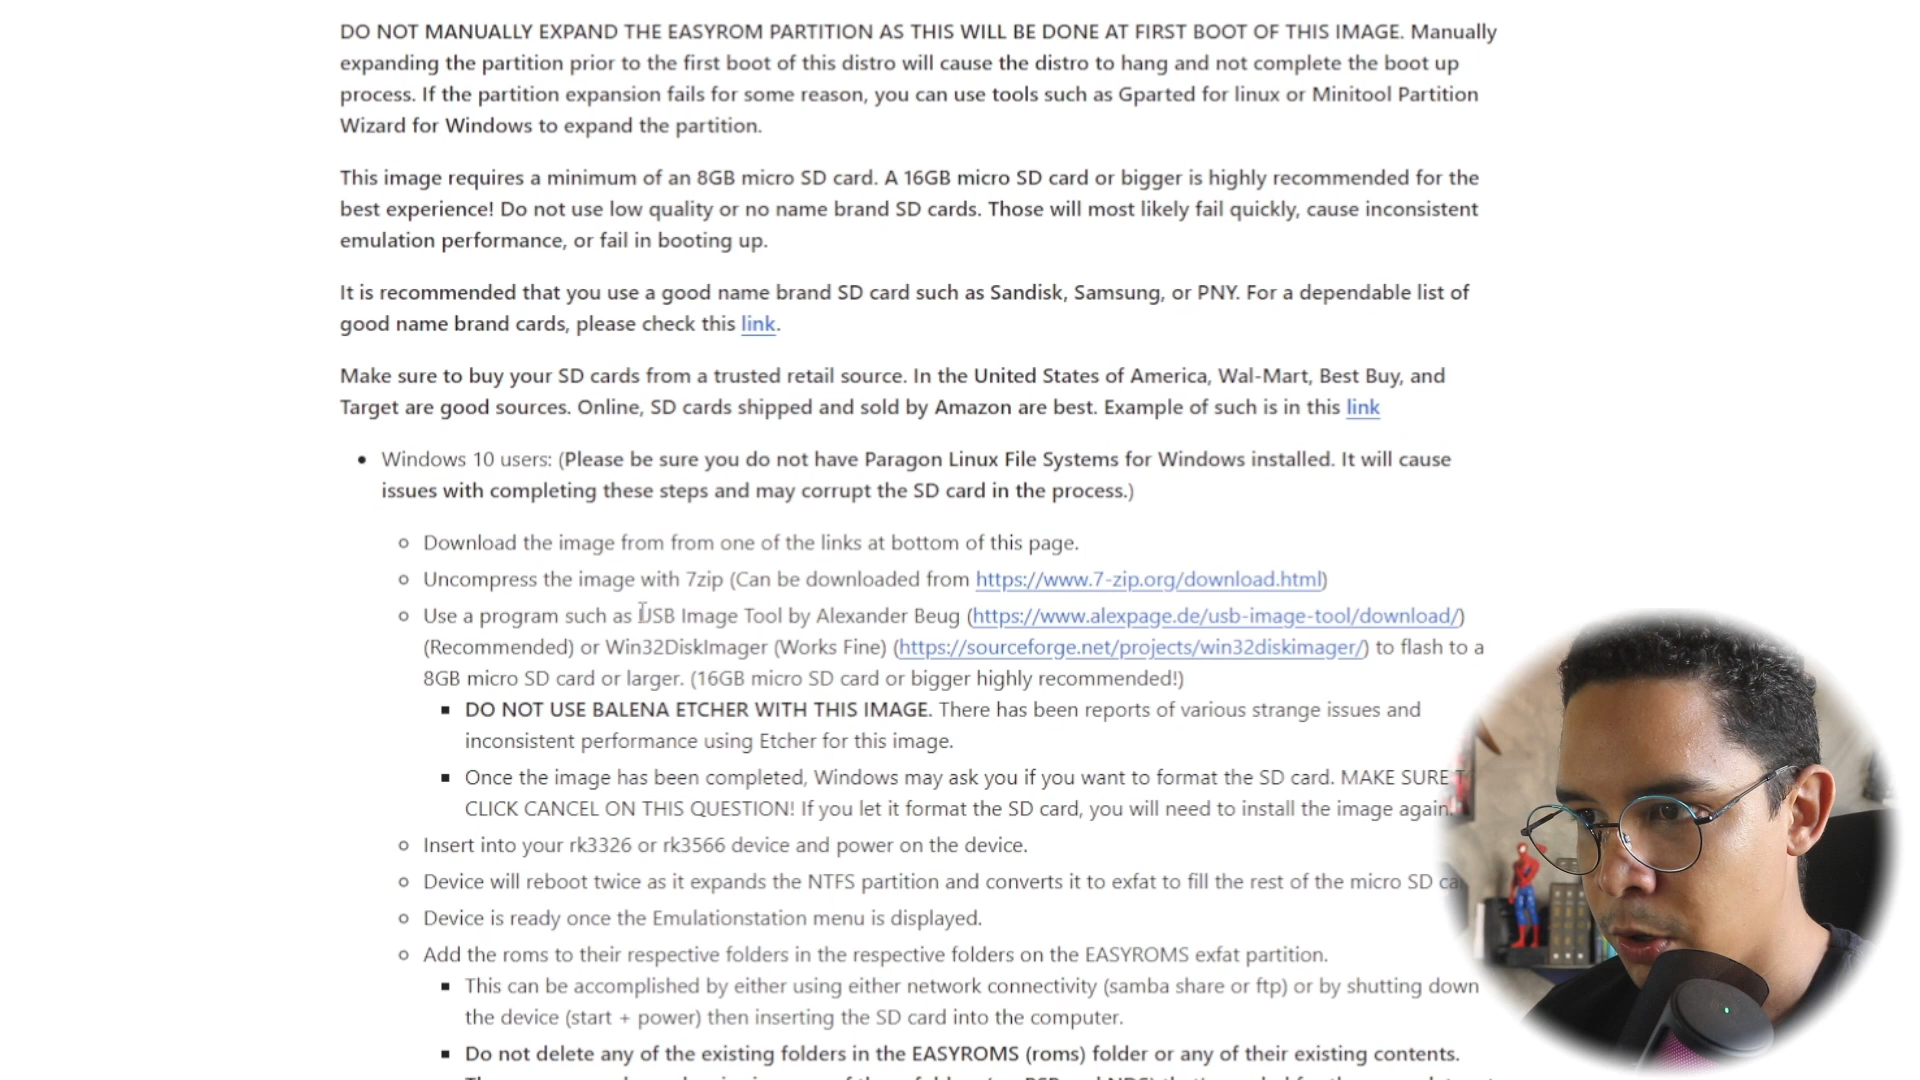 DO NOT MANUALLY EXPAND THE EASYROM PARTITION AS THIS WILL BE DONE AT FIRST BOOT OF THIS IMAGE. Manually
expanding the partition prior to the first boot of this distro will cause the distro to hang and not complete the boot up
process. If the partition expansion fails for some reason, you can use tools such as Gparted for linux or Minitool Partition
Wizard for Windows to expand the partition.
This image requires a minimum of an 8GB micro SD card. A 16GB micro SD card or bigger is highly recommended for the
best experience! Do not use low quality or no name brand SD cards. Those will most likely fail quickly, cause inconsistent
emulation performance, or fail in booting up.
It is recommended that you use a good name brand SD card such as Sandisk, Samsung, or PNY. For a dependable list of
good name brand cards, please check this link.
Make sure to buy your SD cards from a trusted retail source. In the United States of America, Wal-Mart, Best Buy, and
Target are good sources. Online, SD cards shipped and sold by Amazon are best. Example of such is in this link
• Windows 10 users: (Please be sure you do not have Paragon Linux File Systems for Windows installed. It will cause
issues with completing these steps and may corrupt the SD card in the process.)
Download the image from from one of the links at bottom of this page.
Uncompress the image with 7zip (Can be downloaded from https://www.7-zip.org/download.html)
Use a program such as USB Image Tool by Alexander Beug (https://www.alexpage.de/usb-image-tool/download/)
(Recommended) or Win32DiskImager (Works Fine) (https://sourceforge.net/projects/win32diskimager/) to flash to a
8GB micro SD card or larger. (16GB micro SD card or bigger highly recommended!)
DO NOT USE BALENA ETCHER WITH THIS IMAGE. There has been reports of various strange issues and
inconsistent performance using Etcher for this image.
Once the image has been completed, Windows may ask you if you want to format the SD card. MAKE SURE
CLICK CANCEL ON THIS QUESTION! If you let it format the SD card, you will need to install the image again.
Insert into your rk3326 or rk3566 device and power on the device.
Device will reboot twice as it expands the NTFS partition and converts it to exfat to fill the rest of the micro SD
Device is ready once the Emulationstation menu is displayed.
Add the roms to their respective folders in the respective folders on the EASYROMS exfat partition.
This can be accomplished by either using either network connectivity (samba share or ftp) or by shutting down
the device (start + power) then inserting the SD card into the computer.
Do not delete any of the existing folders in the EASYROMS (roms) folder or any of their existing contents.